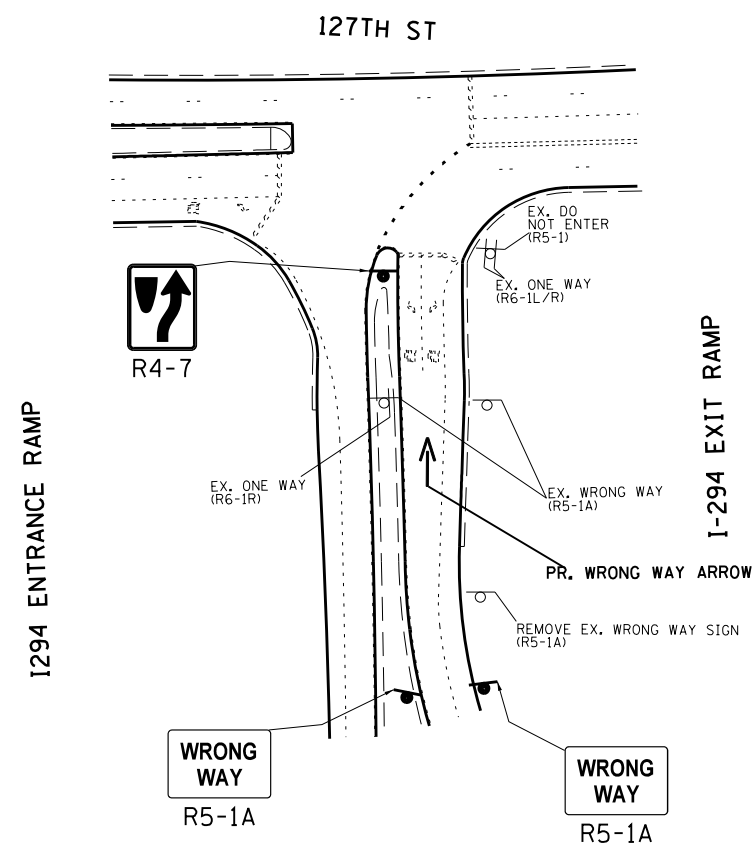 127TH ST
EX. DO
NOT ENTER
(R5-1)
EX. ONE WAY
(R6-1L/R)
R4-7
I294 ENTRANCE RAMP
I-294 EXIT RAMP
EX. ONE WAY
(R6-1R)
EX. WRONG WAY
(R5-1A)
PR. WRONG WAY ARROW
REMOVE EX. WRONG WAY SIGN
(R5-1A)
WRONG
WAY
R5-1A
WRONG
WAY
R5-1A